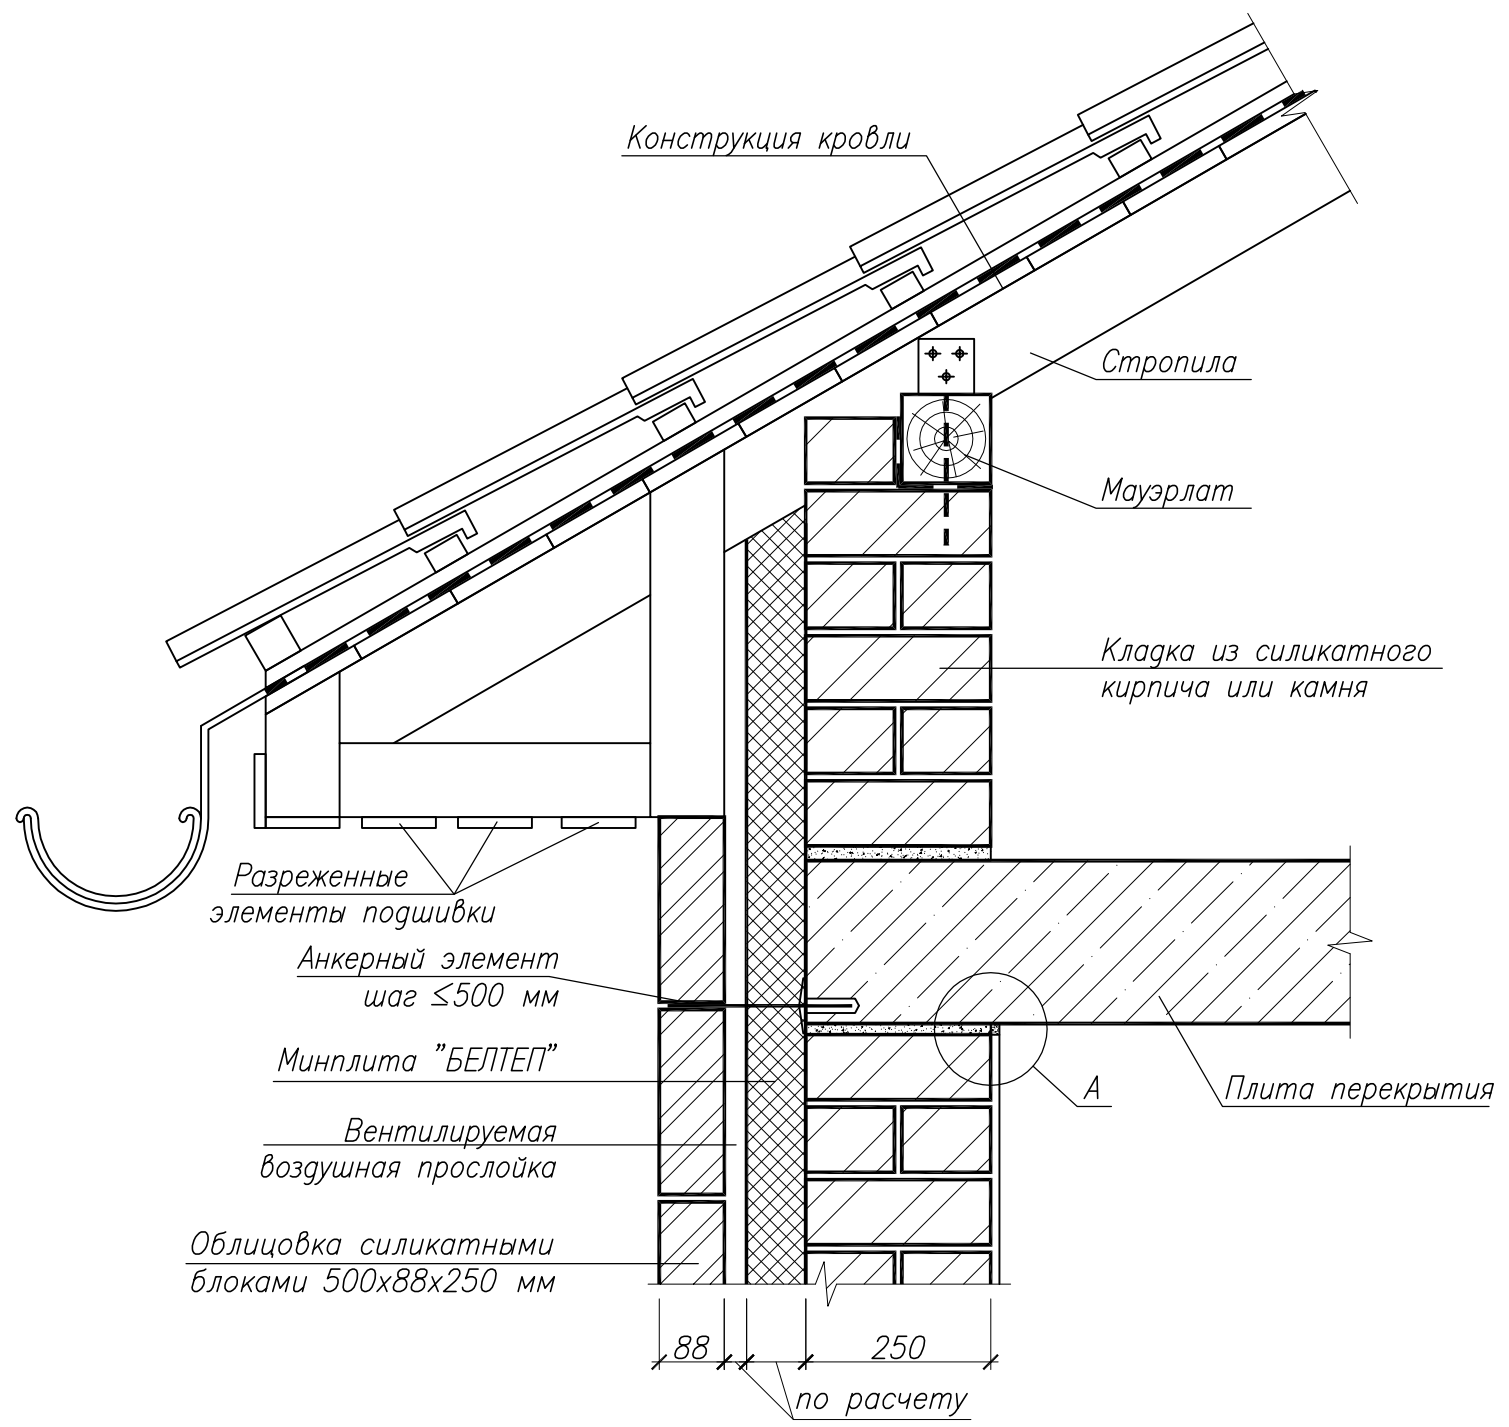 Конструкция кровли
Стропила
Мауэрлат
Кладка из силикатного
кирпича или камня
Разреженные
элементы подшивки
Анкерный элемент
шаг ≤500 мм
Минплита "БЕЛТЕП"
А
Плита перекрытия
Вентилируемая
воздушная прослойка
Облицовка силикатными
блоками 500х88х250 мм
88
250
по расчету